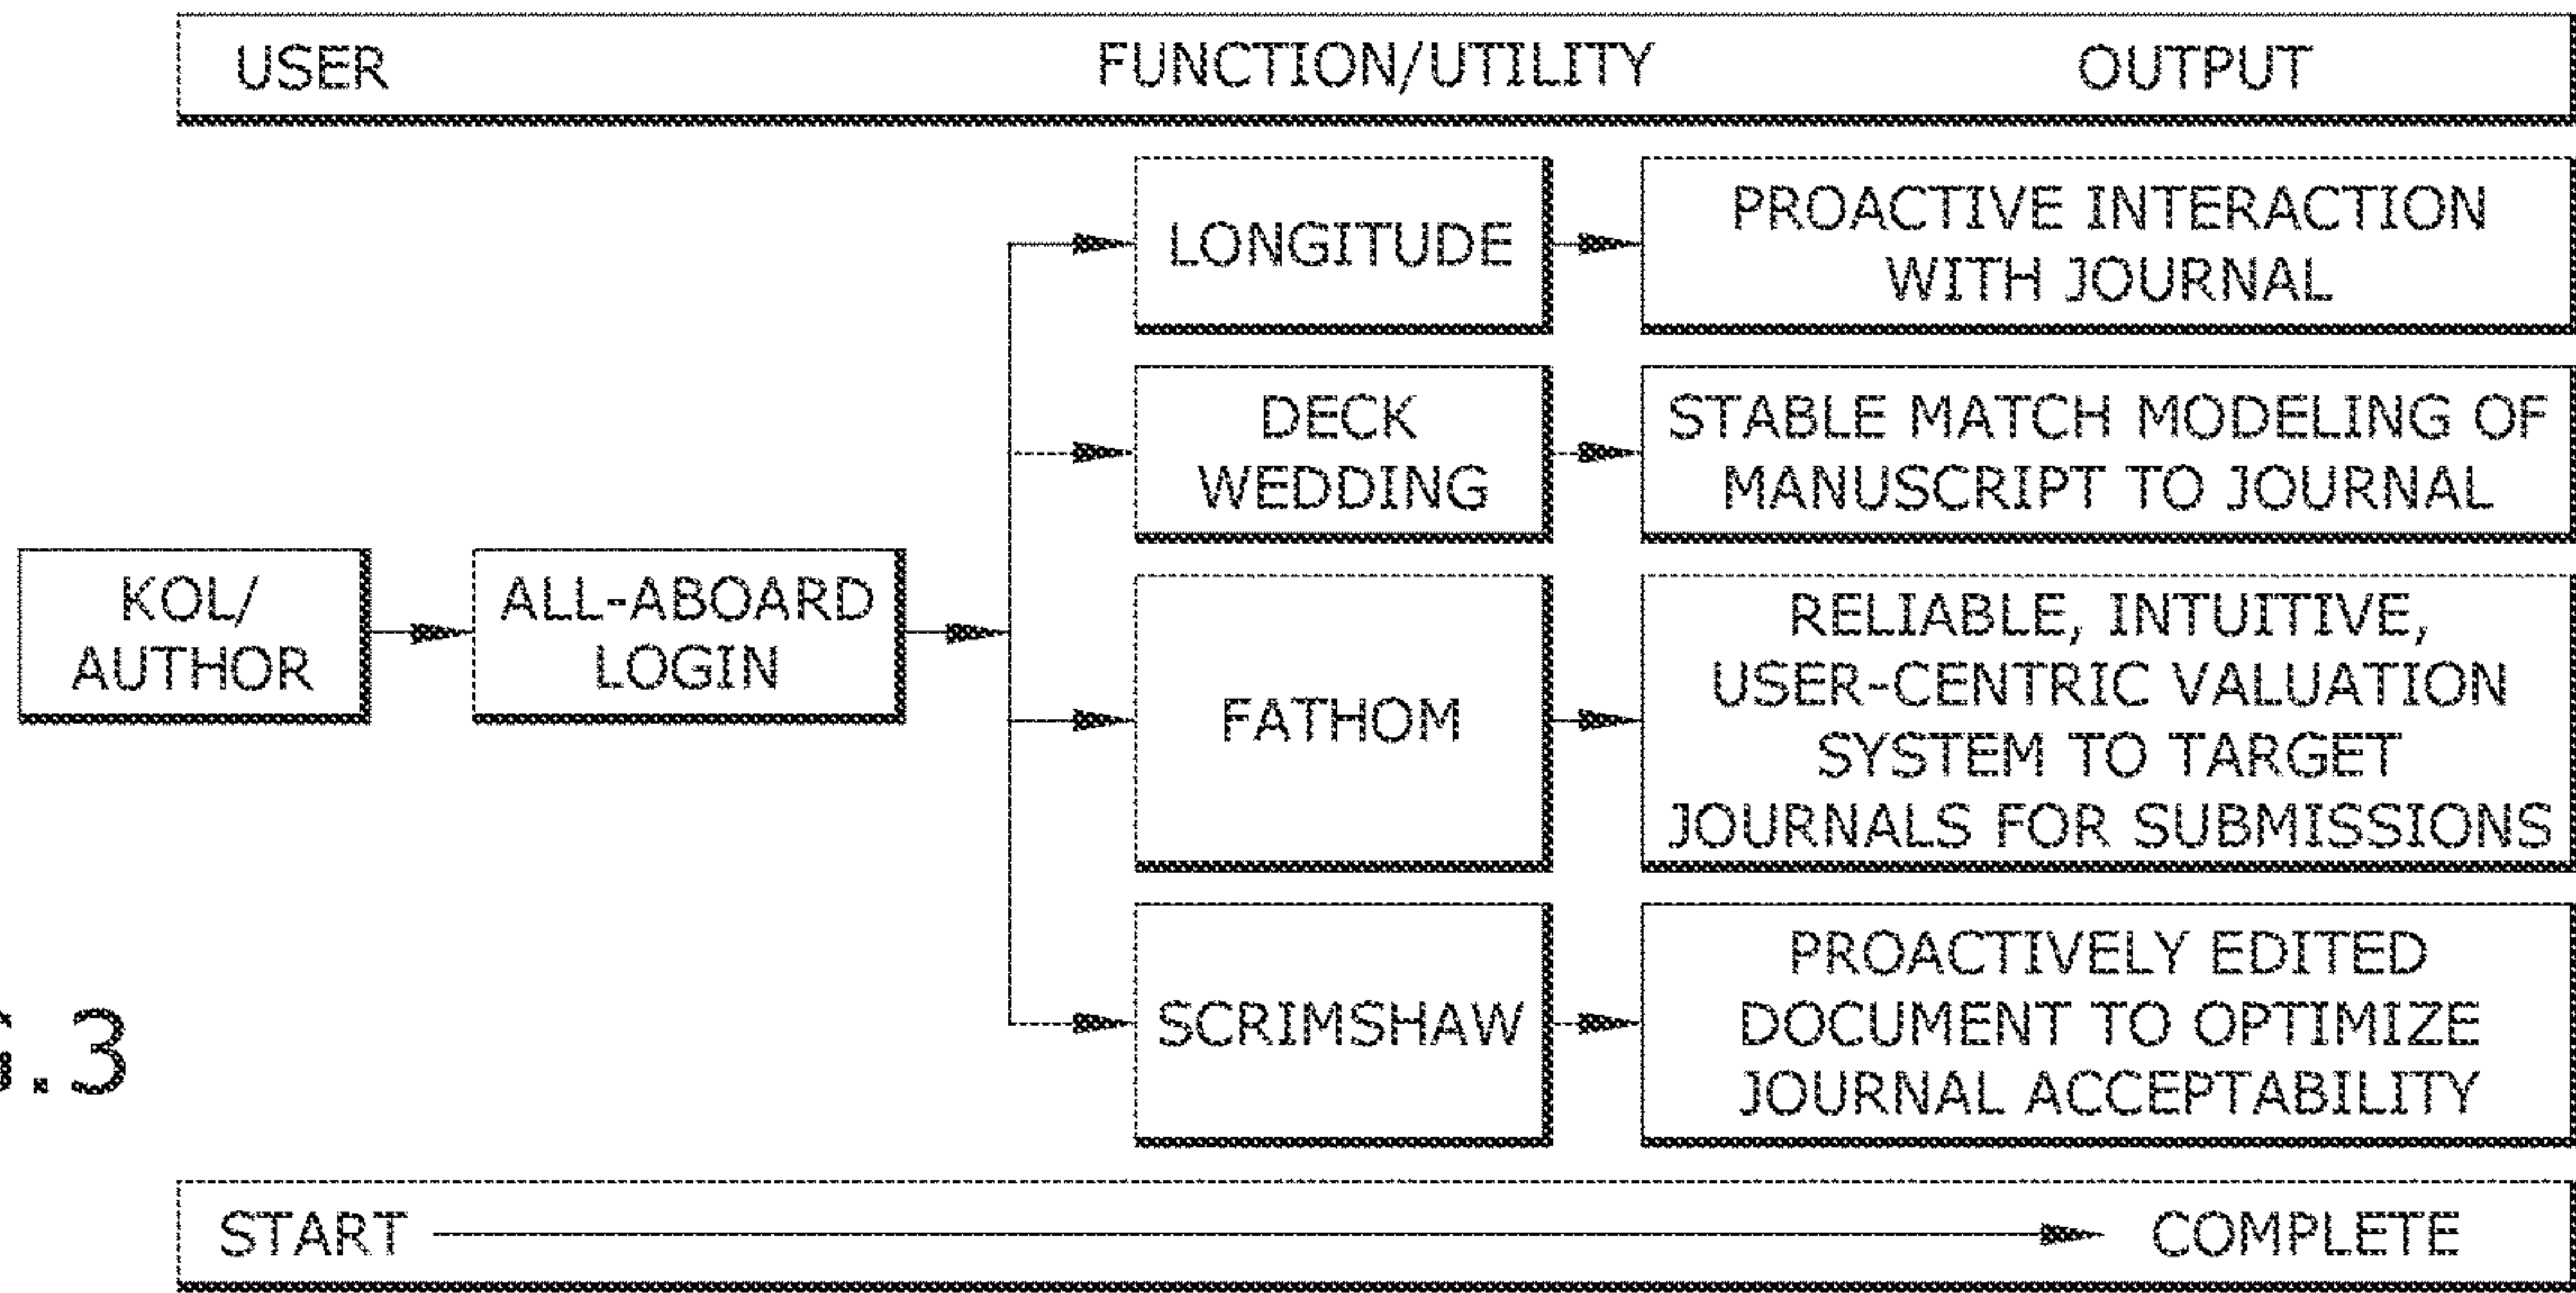 USER FUNCTION/UTILITY OUTPUT
LONGITUDE
PROACTIVE INTERACTION
WITH JOURNAL
DECK
WEDDING
STABLE MATCH MODELING OF
MANUSCRIPT TO JOURNAL
KOL/
AUTHOR
ALL-ABOARD
LOGIN
FATHOM
RELIABLE, INTUITIVE,
USER-CENTRIC VALUATION
SYSTEM TO TARGET
JOURNALS FOR SUBMISSIONS
SCRIMSHAW
PROACTIVELY EDITED
DOCUMENT TO OPTIMIZE
JOURNAL ACCEPTABILITY
.3
START COMPLETE